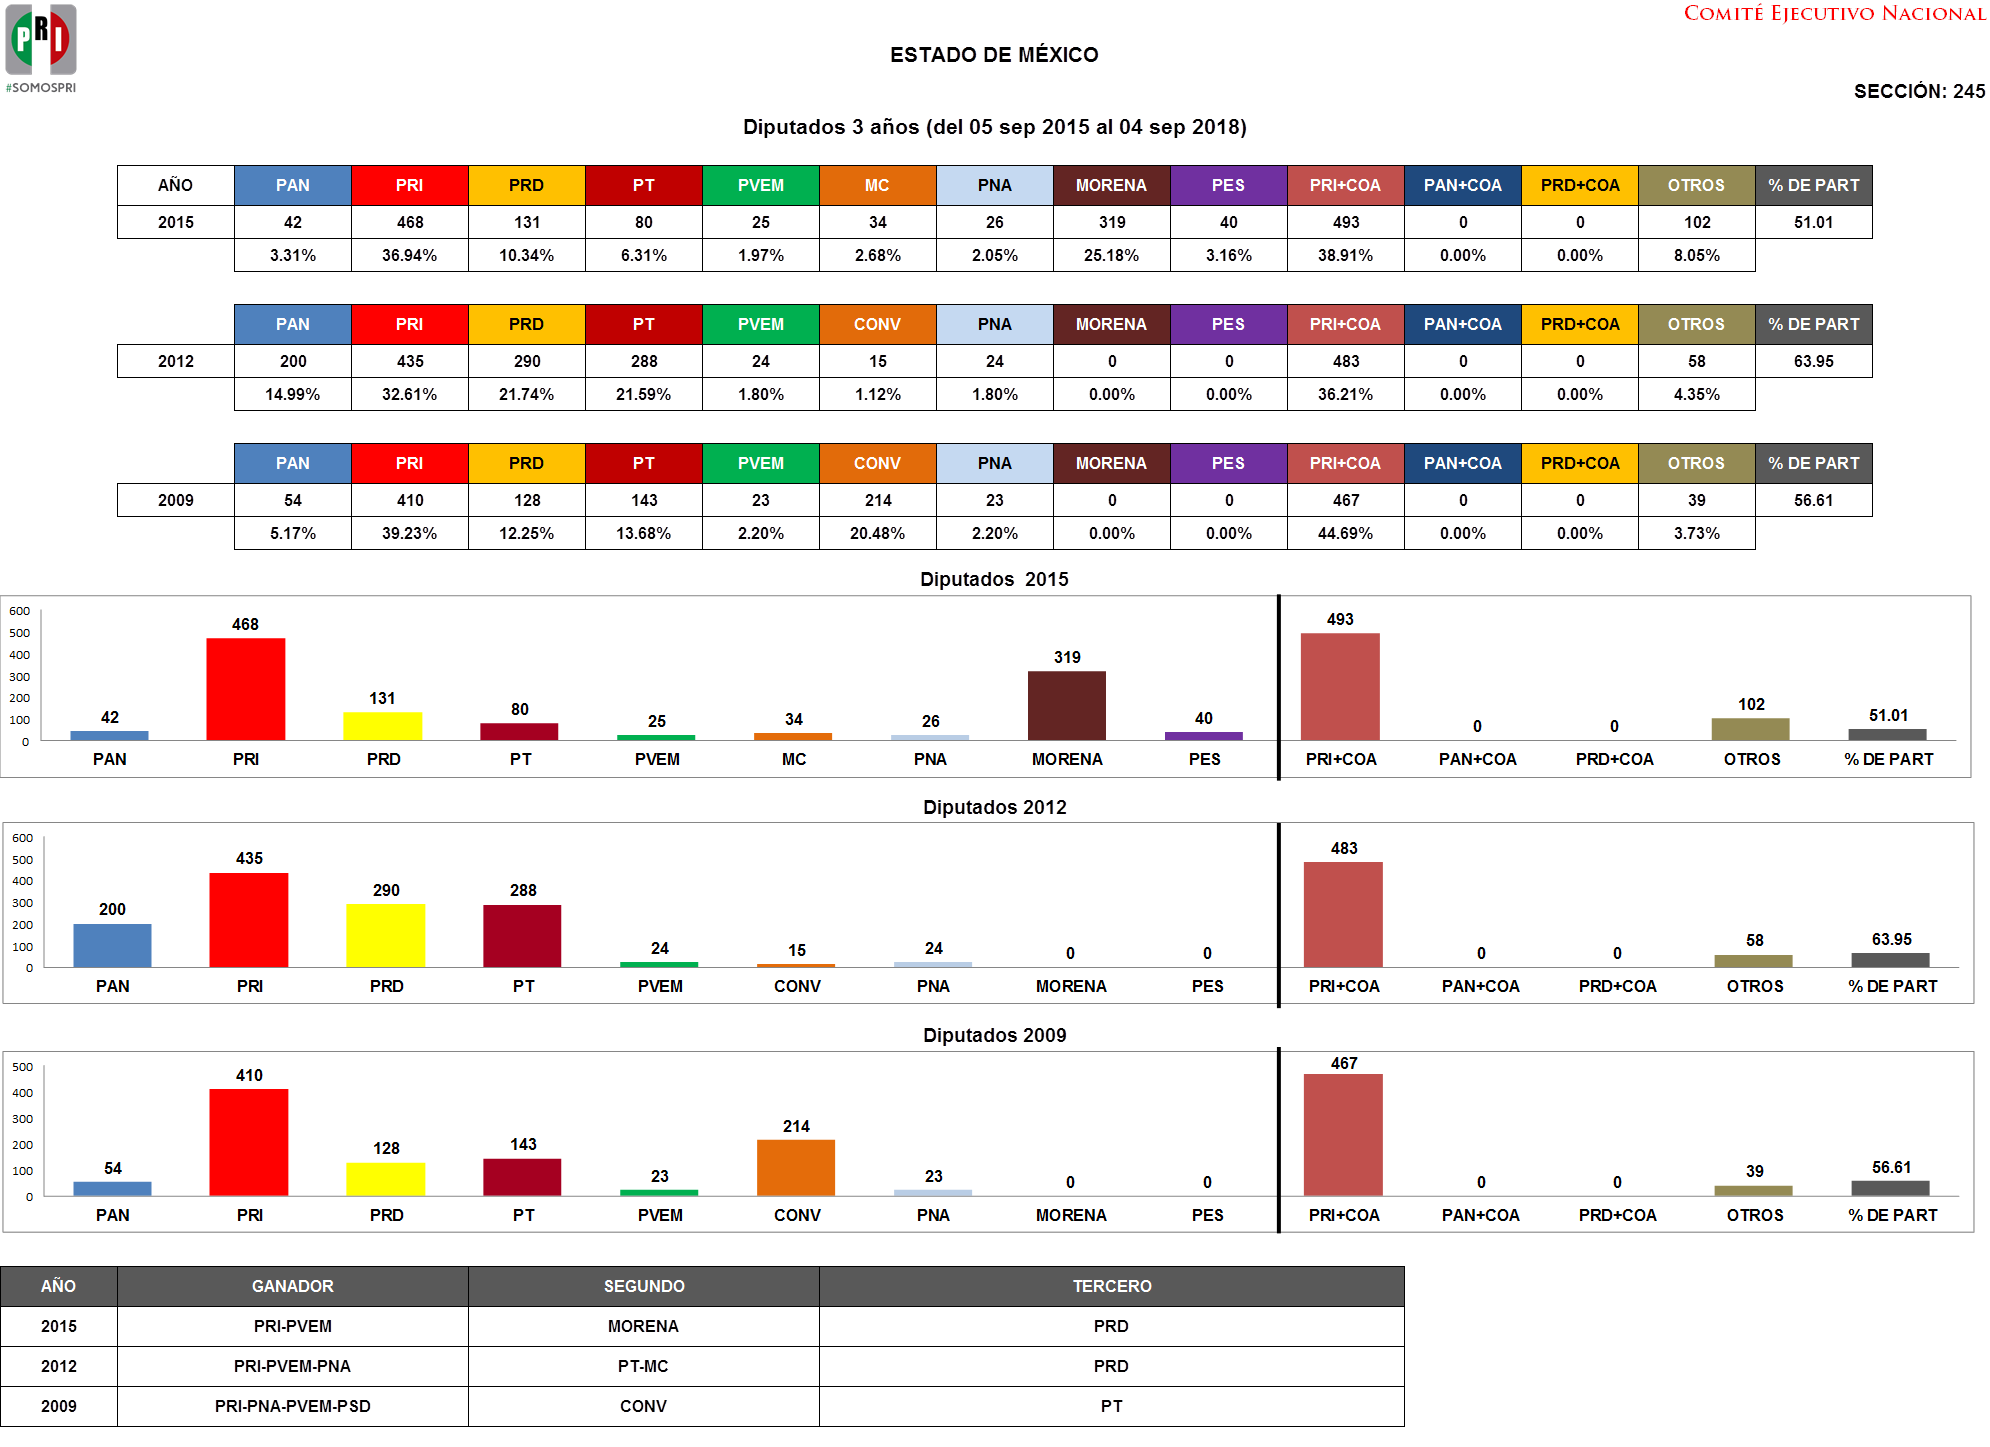 PRI
#SOMOSPRI
COMITÉ EJECUTIVO NACIONAL
ESTADO DE MÉXICO
SECCIÓN: 245
Diputados 3 años (del 05 sep 2015 al 04 sep 2018)
AÑO PAN PRI PRD PT PVEM MC PNA MORENA PES PRI+COA PAN+COA PRD+COA OTROS % DE PART
2015 42 468 131 80 25 34 26 319 40 493 0 0 102 51.01
3.31% 36.94% 10.34% 6.31% 1.97% 2.68% 2.05% 25.18% 3.16% 38.91% 0.00% 0.00% 8.05%
PAN PRI PRD PT PVEM CONV PNA MORENA PES PRI+COA PAN+COA PRD+COA OTROS % DE PART
2012 200 435 290 288 24 15 24 0 0 483 0 0 58 63.95
14.99% 32.61% 21.74% 21.59% 1.80% 1.12% 1.80% 0.00% 0.00% 36.21% 0.00% 0.00% 4.35%
PAN PRI PRD PT PVEM CONV PNA MORENA PES PRI+COA PAN+COA PRD+COA OTROS % DE PART
2009 54 410 128 143 23 214 23 0 0 467 0 0 39 56.61
5.17% 39.23% 12.25% 13.68% 2.20% 20.48% 2.20% 0.00% 0.00% 44.69% 0.00% 0.00% 3.73%
Diputados 2015
600
500
400
300
200
100
0
42 468 131 80 25 34 26 319 40 493 0 0 102 51.01
PAN PRI PRD PT PVEM MC PNA MORENA PES PRI+COA PAN+COA PRD+COA OTROS % DE PART
Diputados 2012
600
500
400
300
200
100
0
200 435 290 288 24 15 24 0 0 483 0 0 58 63.95
PAN PRI PRD PT PVEM CONV PNA MORENA PES PRI+COA PAN+COA PRD+COA OTROS % DE PART
Diputados 2009
500
400
300
200
100
0
54 410 128 143 23 214 23 0 0 467 0 0 39 56.61
PAN PRI PRD PT PVEM CONV PNA MORENA PES PRI+COA PAN+COA PRD+COA OTROS % DE PART
AÑO GANADOR SEGUNDO TERCERO
2015 PRI-PVEM MORENA PRD
2012 PRI-PVEM-PNA PT-MC PRD
2009 PRI-PNA-PVEM-PSD CONV PT